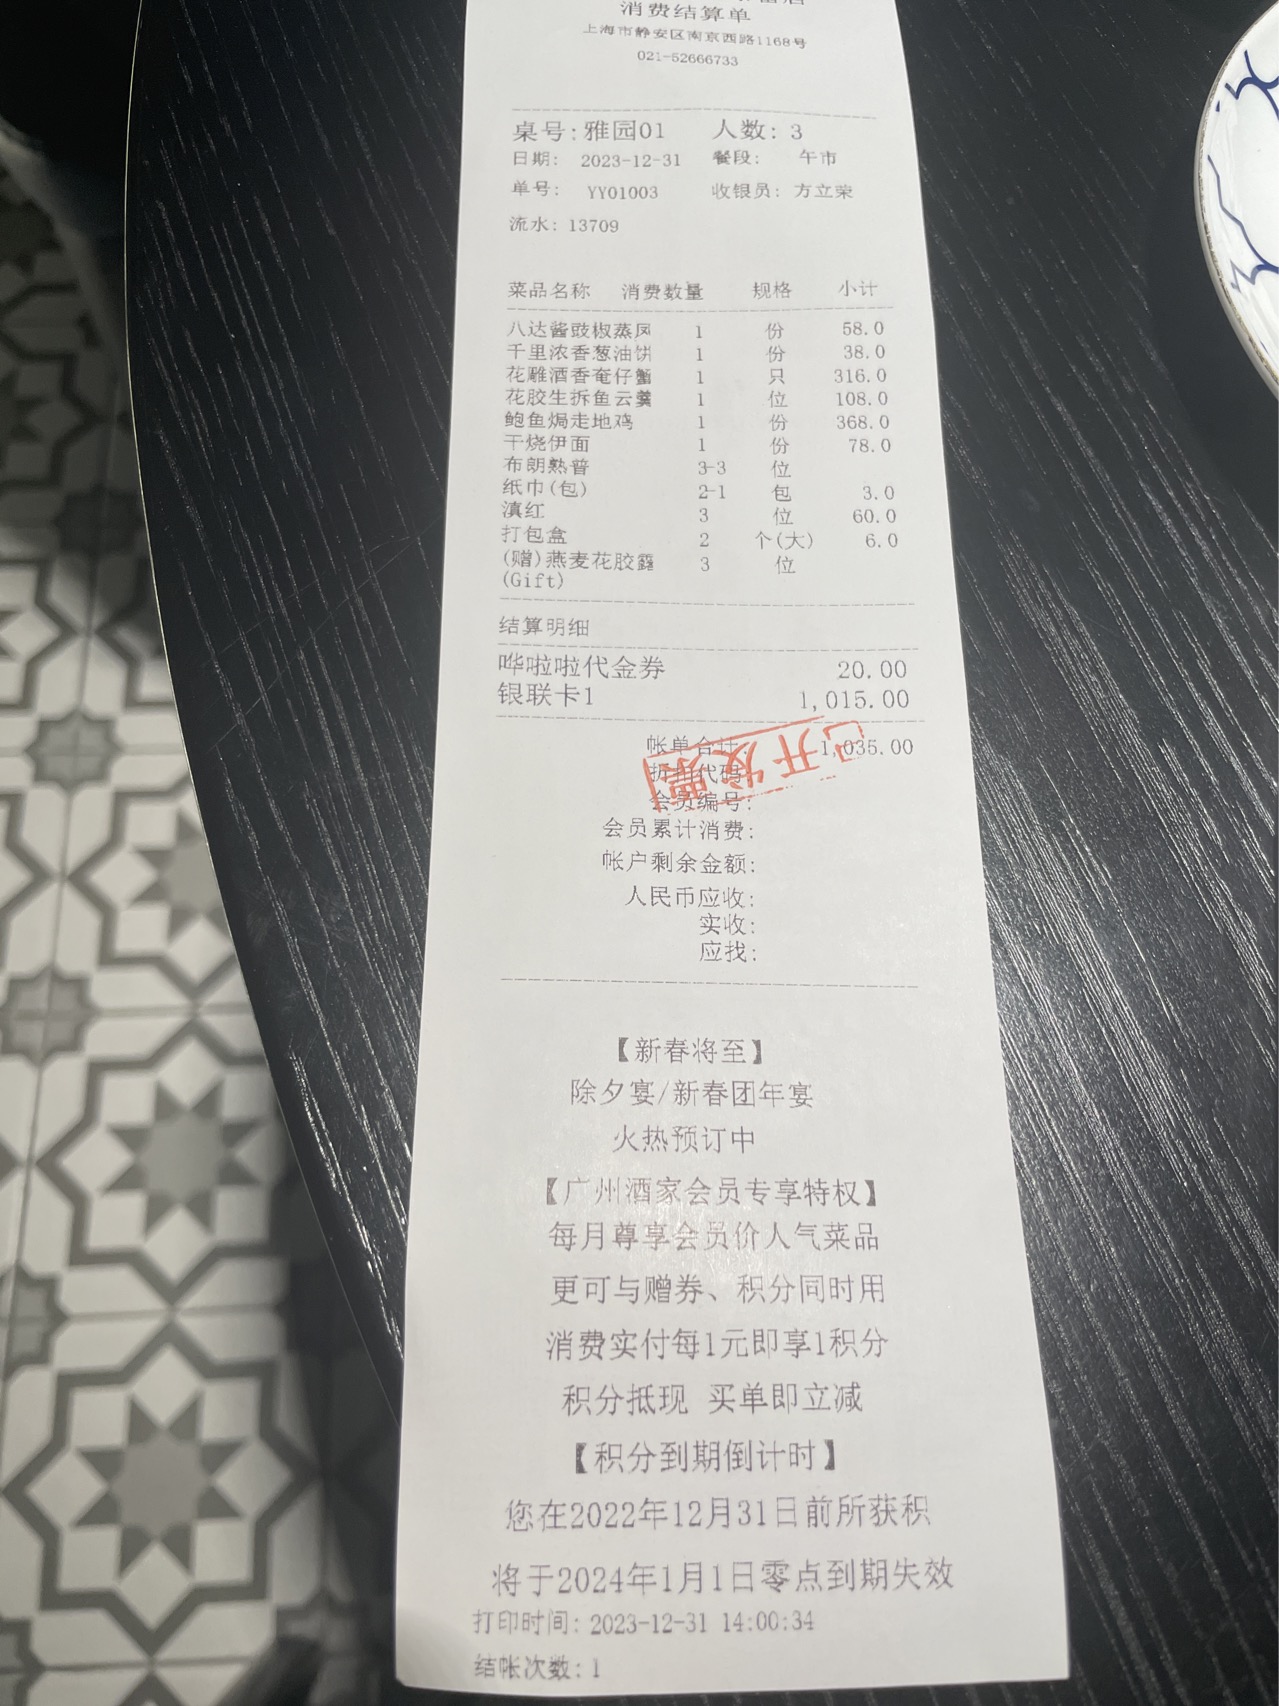 消费结算单
上海市静安区南京西路1168号
021-52666733
桌号:雅园01 人数: 3
日期: 2023-12-31 餐段: 午市
单号: YY01003 收银员: 方立荣
流水: 13709
菜品名称 消费数量 规格 小计
八达酱豉椒蒸凤 1 份 58.0
千里浓香葱油饼 1 份 38.0
花雕酒香奄仔蟹 1 只 316.0
花胶生拆鱼云羹 1 位 108.0
鲍鱼焗走地鸡 1 份 368.0
干烧伊面 1 份 78.0
布朗熟普 3-3 位
纸巾(包) 2-1 包 3.0
滇红 3 位 60.0
打包盒 2 个(大) 6.0
(赠)燕麦花胶露 3 位
(Gift)
结算明细
哗啦啦代金券 20.00
银联卡1 1,015.00
帐单合计: 1,035.00
已开发票
折扣代码:
会员编号:
会员累计消费:
帐户剩余金额:
人民币应收:
实收:
应找:
【新春将至】
除夕宴/新春团年宴
火热预订中
【广州酒家会员专享特权】
每月尊享会员价人气菜品
更可与赠券、积分同时用
消费实付每1元即享1积分
积分抵现 买单即立减
【积分到期倒计时】
您在2022年12月31日前所获积
将于2024年1月1日零点到期失效
打印时间: 2023-12-31 14:00:34
结帐次数: 1